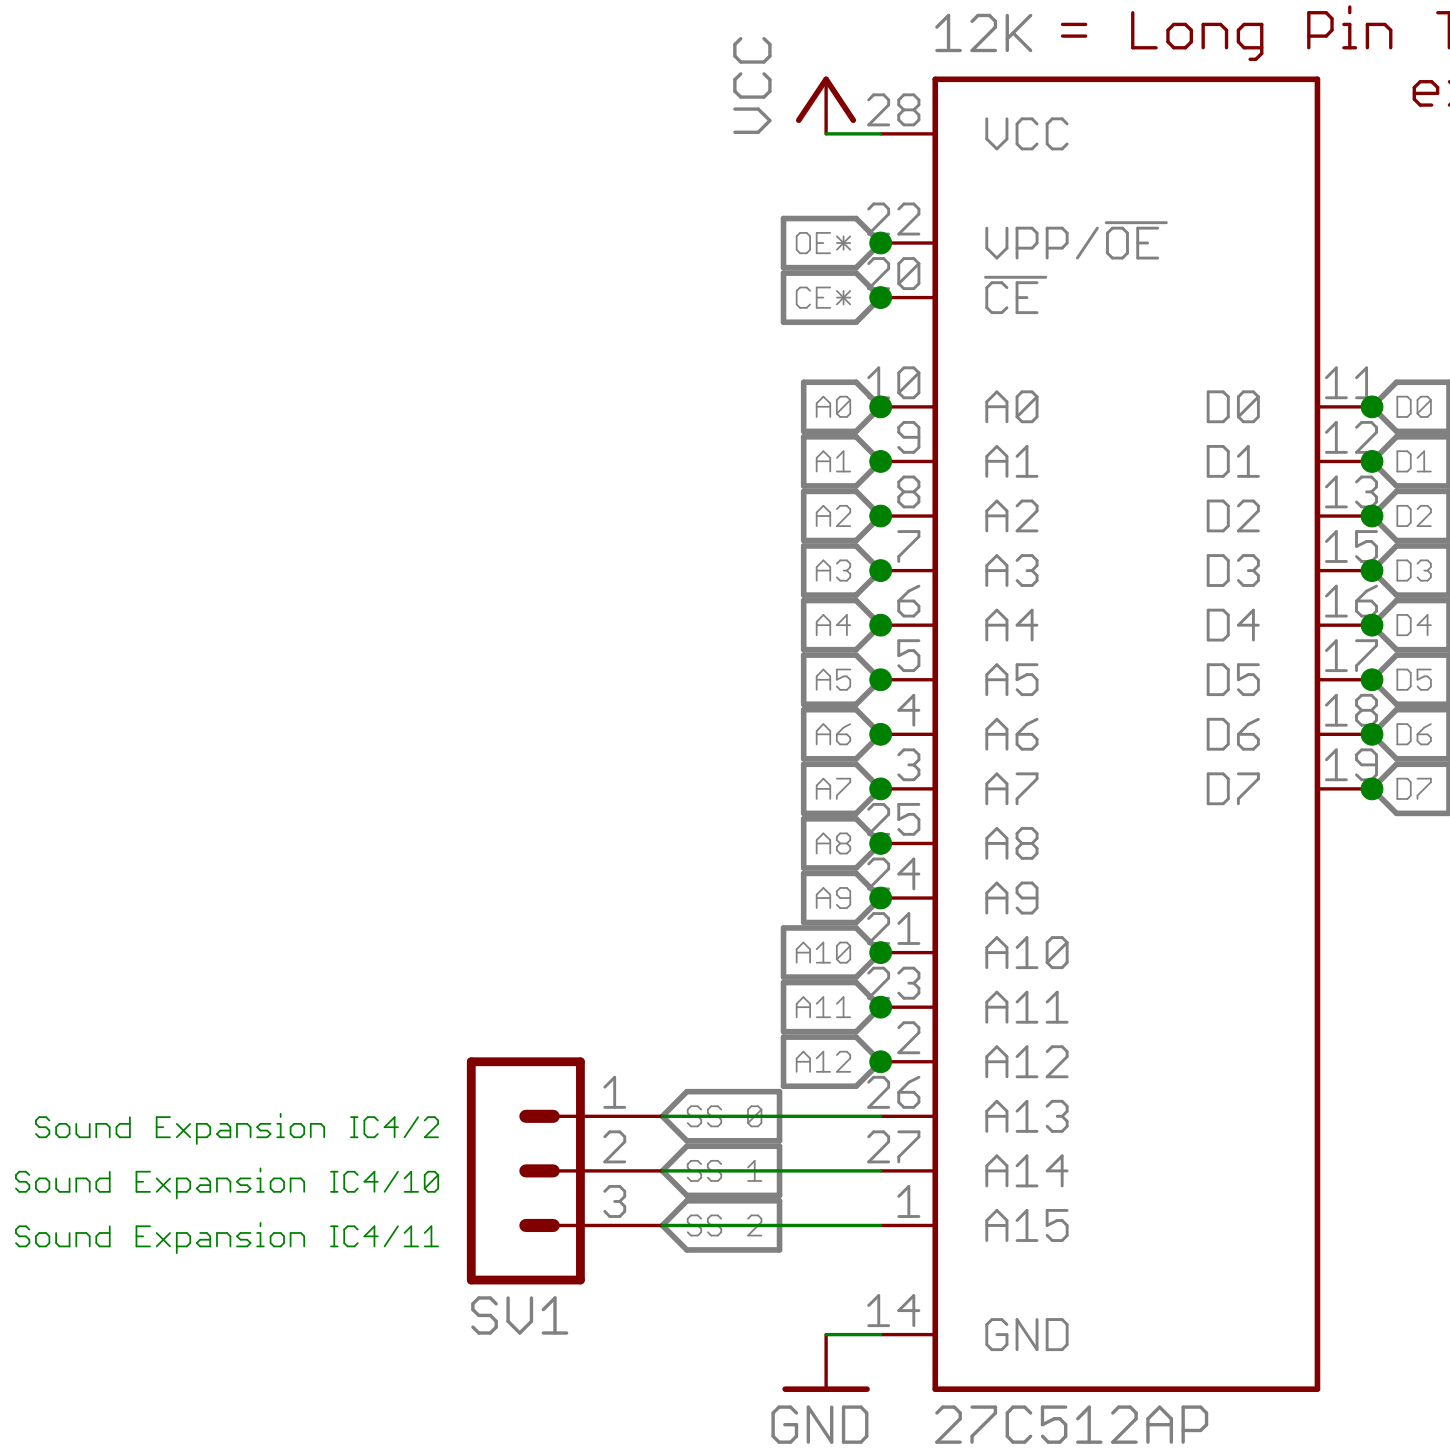 12K = Long Pin
VCC
28
VCC
22
OE*
VPP/OE
20
CE*
CE
A0 10 A0 D0 11 D0
A1 9 A1 D1 12 D1
A2 8 A2 D2 13 D2
A3 7 A3 D3 15 D3
A4 6 A4 D4 16 D4
A5 5 A5 D5 17 D5
A6 4 A6 D6 18 D6
A7 3 A7 D7 19 D7
A8 25 A8
A9 24 A9
A10 21 A10
A11 23 A11
A12 2 A12
Sound Expansion IC4/2 1 SS 0 26 A13
Sound Expansion IC4/10 2 SS 1 27 A14
Sound Expansion IC4/11 3 SS 2 1 A15
SV1
14 GND
GND
27C512AP